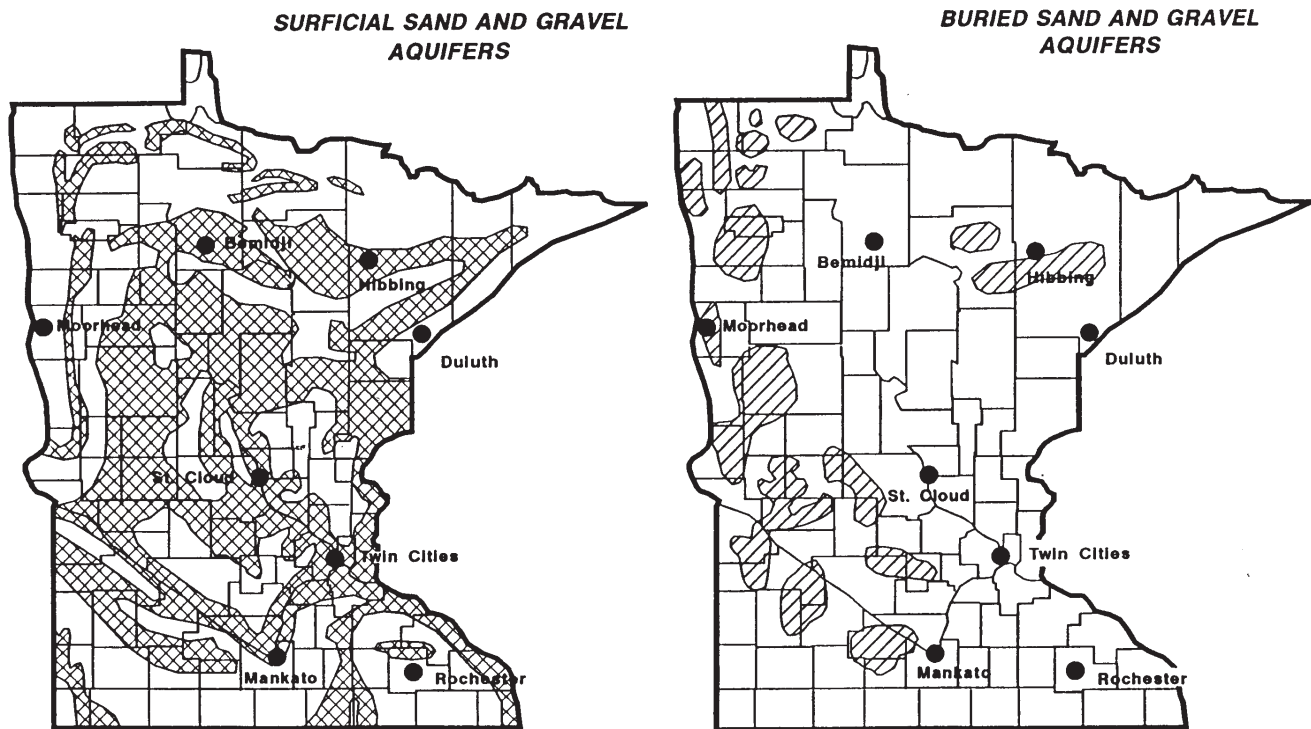 SURFICIAL SAND AND GRAVEL
AQUIFERS
Bemidji
Hibbing
Moorhead
Duluth
St. Cloud
Twin Cities
Mankato
Rochester
BURIED SAND AND GRAVEL
AQUIFERS
Bemidji
Hibbing
Moorhead
Duluth
St. Cloud
Twin Cities
Mankato
Rochester